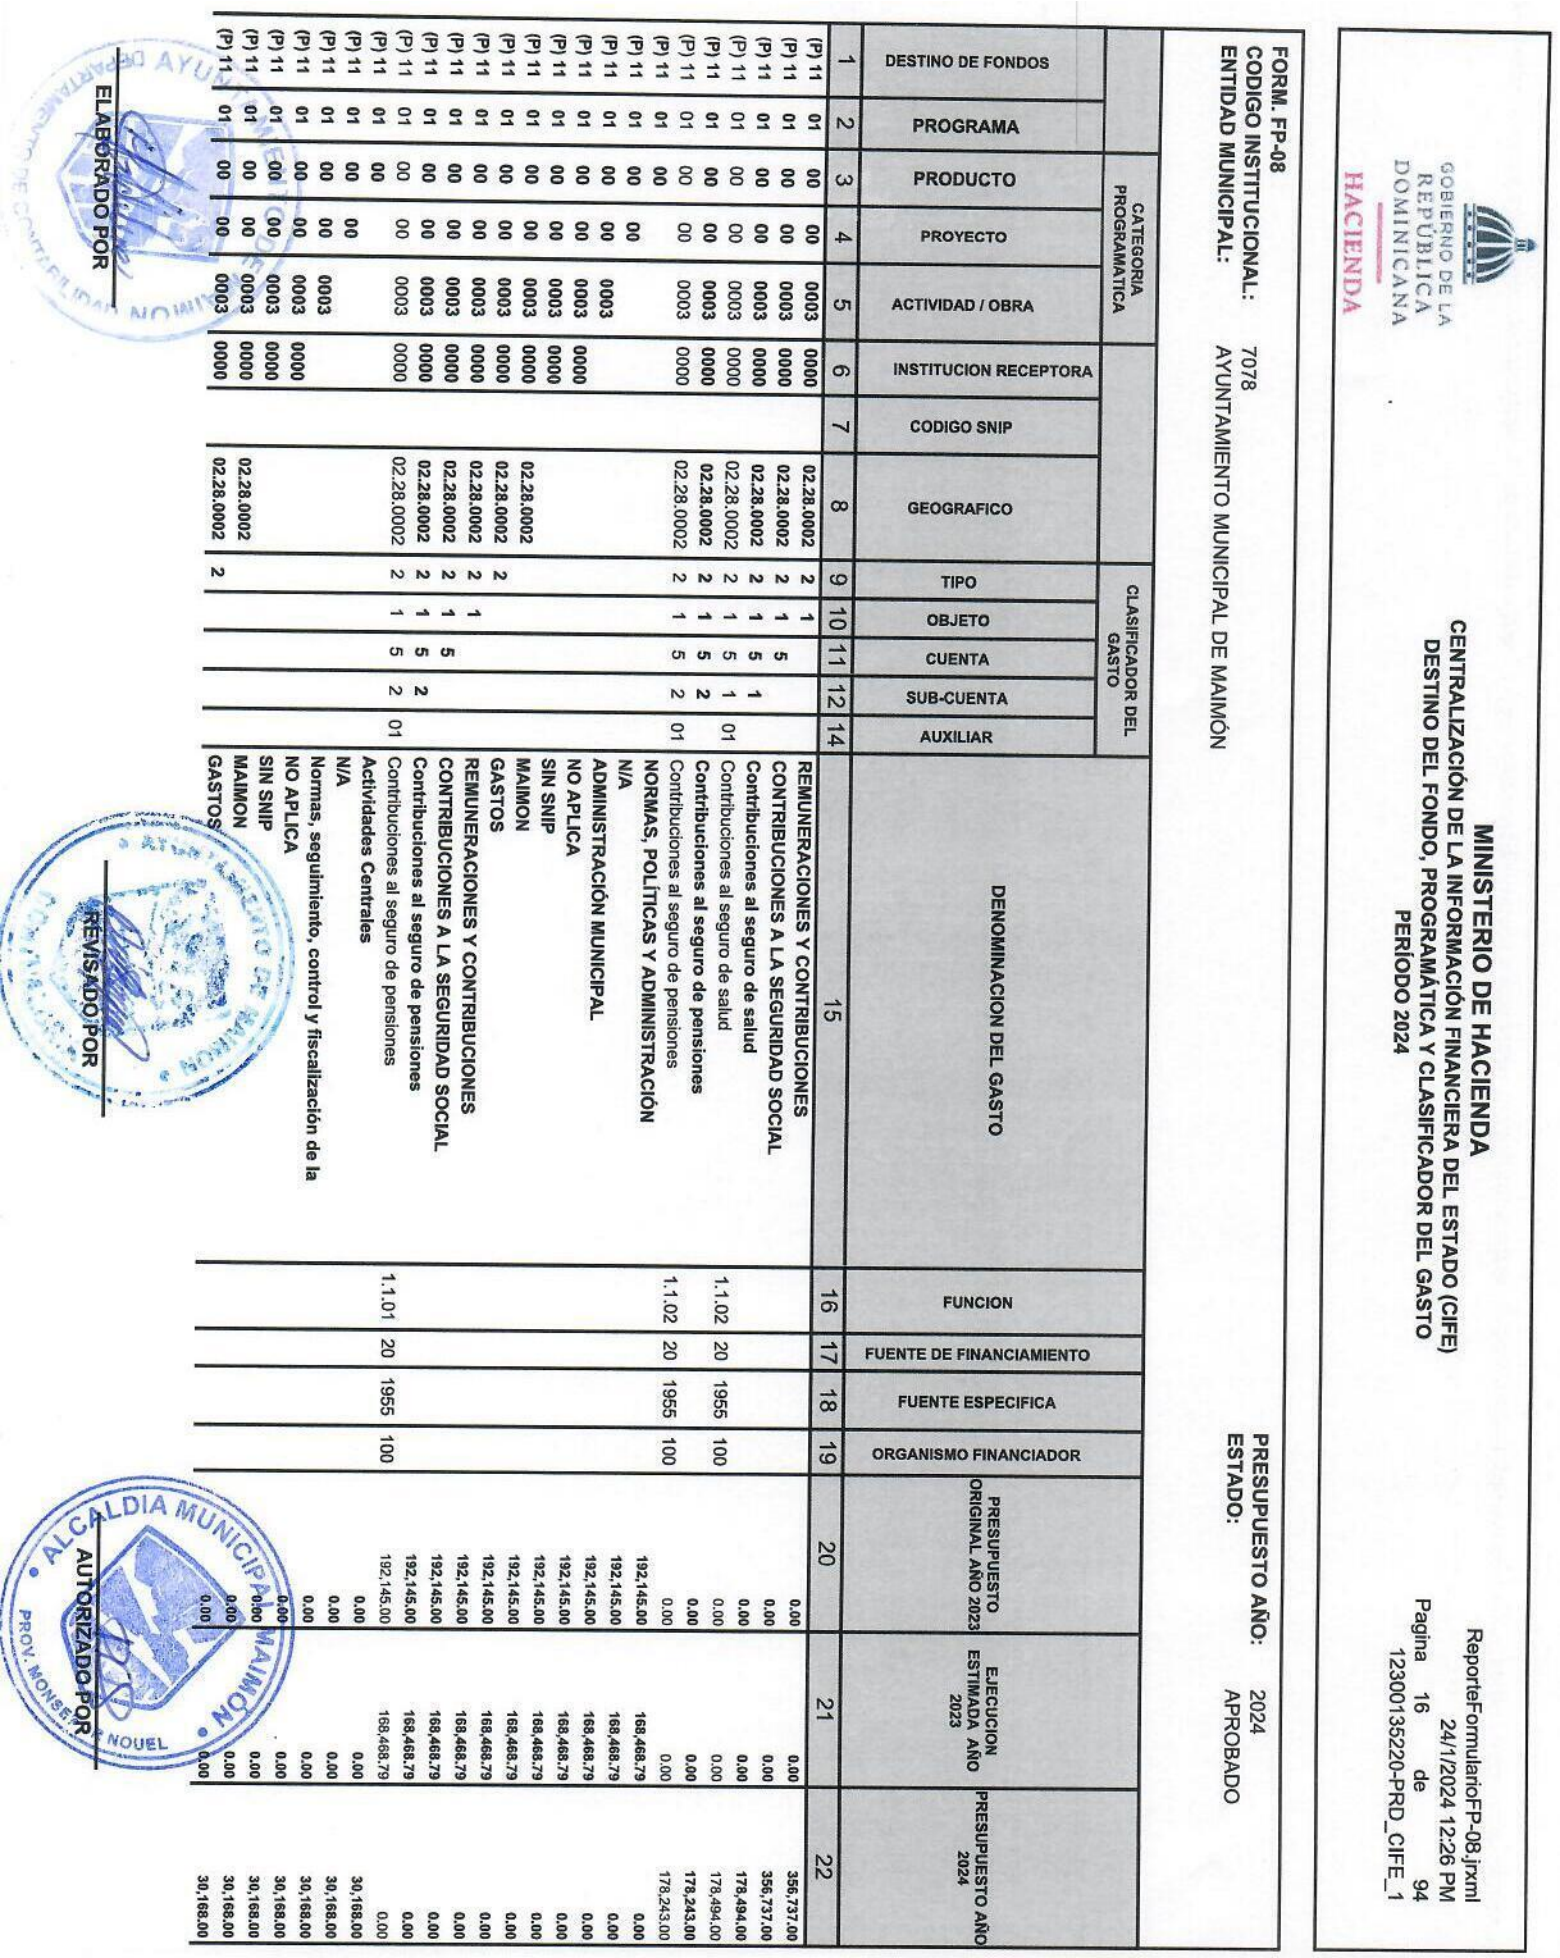 GOBIERNO DE LA
REPÚBLICA
DOMINICANA
HACIENDA
MINISTERIO DE HACIENDA
CENTRALIZACIÓN DE LA INFORMACIÓN FINANCIERA DEL ESTADO (CIFE)
DESTINO DEL FONDO, PROGRAMÁTICA Y CLASIFICADOR DEL GASTO
PERÍODO 2024
ReporteFormularioFP-08.jrxml
24/1/2024 12:26 PM
Pagina 16 de 94
12300135220-PRD_CIFE_1
FORM. FP-08
CODIGO INSTITUCIONAL: 7078
ENTIDAD MUNICIPAL: AYUNTAMIENTO MUNICIPAL DE MAIMÓN
PRESUPUESTO AÑO: 2024
ESTADO: APROBADO
CATEGORIA PROGRAMATICA
CLASIFICADOR DEL GASTO
DESTINO DE FONDOS
PROGRAMA
PRODUCTO
PROYECTO
ACTIVIDAD / OBRA
INSTITUCION RECEPTORA
CODIGO SNIP
GEOGRAFICO
TIPO
OBJETO
CUENTA
SUB-CUENTA
AUXILIAR
DENOMINACION DEL GASTO
FUNCION
FUENTE DE FINANCIAMIENTO
FUENTE ESPECIFICA
ORGANISMO FINANCIADOR
PRESUPUESTO ORIGINAL AÑO 2023
EJECUCION ESTIMADA AÑO 2023
PRESUPUESTO AÑO 2024
1 2 3 4 5 6 7 8 9 10 11 12 14 15 16 17 18 19 20 21 22
(P) 11 01 00 00 0003 0000 02.28.0002 2 1 REMUNERACIONES Y CONTRIBUCIONES 0.00 0.00 356,737.00
(P) 11 01 00 00 0003 0000 02.28.0002 2 1 5 CONTRIBUCIONES A LA SEGURIDAD SOCIAL 0.00 0.00 356,737.00
(P) 11 01 00 00 0003 0000 02.28.0002 2 1 5 1 Contribuciones al seguro de salud 0.00 0.00 178,494.00
(P) 11 01 00 00 0003 0000 02.28.0002 2 1 5 1 01 Contribuciones al seguro de salud 1.1.02 20 1955 100 0.00 0.00 178,494.00
(P) 11 01 00 00 0003 0000 02.28.0002 2 1 5 2 Contribuciones al seguro de pensiones 0.00 0.00 178,243.00
(P) 11 01 00 00 0003 0000 02.28.0002 2 1 5 2 01 Contribuciones al seguro de pensiones 1.1.02 20 1955 100 0.00 0.00 178,243.00
(P) 11 01 00 NORMAS, POLÍTICAS Y ADMINISTRACIÓN 192,145.00 168,468.79 0.00
(P) 11 01 00 00 N/A 192,145.00 168,468.79 0.00
(P) 11 01 00 00 0003 ADMINISTRACIÓN MUNICIPAL 192,145.00 168,468.79 0.00
(P) 11 01 00 00 0003 0000 NO APLICA 192,145.00 168,468.79 0.00
(P) 11 01 00 00 0003 0000 SIN SNIP 192,145.00 168,468.79 0.00
(P) 11 01 00 00 0003 0000 02.28.0002 MAIMON 192,145.00 168,468.79 0.00
(P) 11 01 00 00 0003 0000 02.28.0002 2 GASTOS 192,145.00 168,468.79 0.00
(P) 11 01 00 00 0003 0000 02.28.0002 2 1 REMUNERACIONES Y CONTRIBUCIONES 192,145.00 168,468.79 0.00
(P) 11 01 00 00 0003 0000 02.28.0002 2 1 5 CONTRIBUCIONES A LA SEGURIDAD SOCIAL 192,145.00 168,468.79 0.00
(P) 11 01 00 00 0003 0000 02.28.0002 2 1 5 2 Contribuciones al seguro de pensiones 192,145.00 168,468.79 0.00
(P) 11 01 00 00 0003 0000 02.28.0002 2 1 5 2 01 Contribuciones al seguro de pensiones 1.1.01 20 1955 100 192,145.00 168,468.79 0.00
(P) 11 01 00 Actividades Centrales 0.00 0.00 30,168.00
(P) 11 01 00 00 N/A 0.00 0.00 30,168.00
(P) 11 01 00 00 0003 Normas, seguimiento, control y fiscalización de la 0.00 0.00 30,168.00
(P) 11 01 00 00 0003 0000 NO APLICA 0.00 0.00 30,168.00
(P) 11 01 00 00 0003 0000 SIN SNIP 0.00 0.00 30,168.00
(P) 11 01 00 00 0003 0000 02.28.0002 MAIMON 0.00 0.00 30,168.00
(P) 11 01 00 00 0003 0000 02.28.0002 2 GASTOS 0.00 0.00 30,168.00
AYUNTAMIENTO DE MAIMON
DEPARTAMENTO DE CONTABILIDAD
ELABORADO POR
AYUNTAMIENTO DE MAIMON
REVISADO POR
ALCALDIA MUNICIPAL MAIMÓN
PROV. MONSEÑOR NOUEL
AUTORIZADO POR